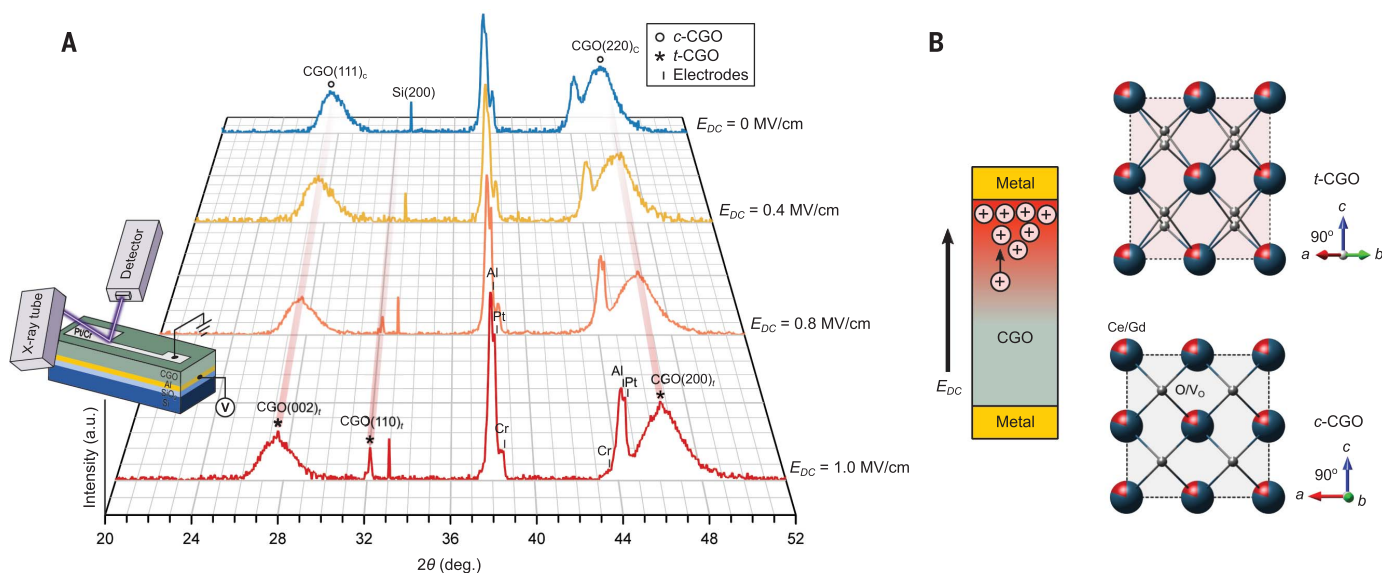 A
c-CGO
t-CGO
Electrodes
CGO(111)c
Si(200)
CGO(220)C
EDC = 0 MV/cm
EDC = 0.4 MV/cm
EDC = 0.8 MV/cm
EDC = 1.0 MV/cm
Al
Pt
Cr
CGO(002)t
CGO(110)t
Cr
Al
Pt
CGO(200)t
X-ray tube
Detector
Pt/Cr
CGO
Al
Si
V
Intensity (a.u.)
20 24 28 32 36 40 44 48 52
2θ (deg.)
B
Metal
+ + + +
+ +
+ +
+
CGO
Metal
EDC
t-CGO
c
90°
a b
Ce/Gd
O/VO
c-CGO
c
90°
a b